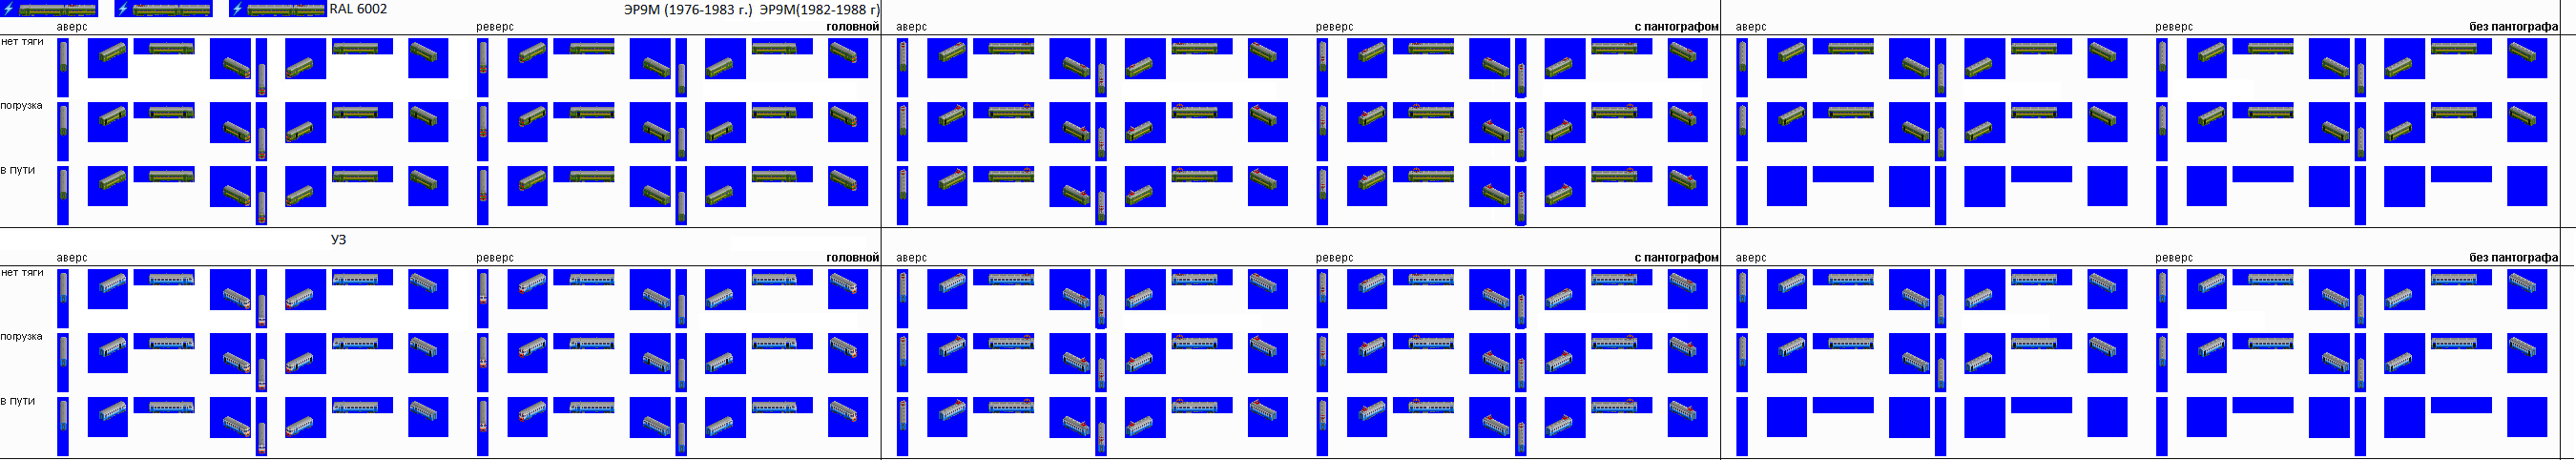 RAL 6002 ЭР9М (1976-1983 г.) ЭР9М(1982-1988 г)
аверс реверс головной аверс реверс с пантографом аверс реверс без пантографа
нет тяги
погрузка
в пути
УЗ
аверс реверс головной аверс реверс с пантографом аверс реверс без пантографа
нет тяги
погрузка
в пути